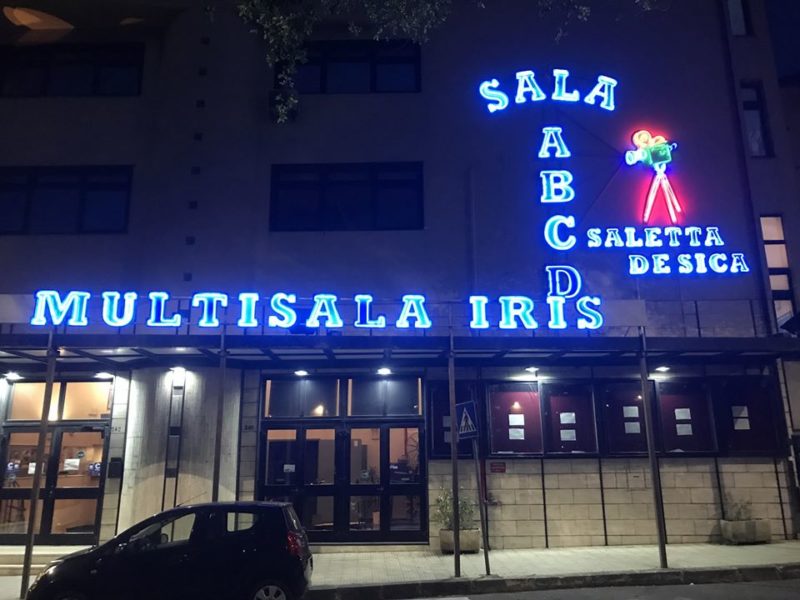 SALA
A
B
C
D
SALETTA
DE SICA
MULTISALA IRIS